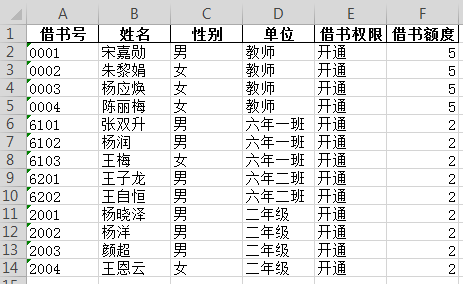 A B C D E F
1 借书号 姓名 性别 单位 借书权限 借书额度
2 0001 宋嘉勋 男 教师 开通 5
3 0002 朱黎娟 女 教师 开通 5
4 0003 杨应焕 女 教师 开通 5
5 0004 陈丽梅 女 教师 开通 5
6 6101 张双升 男 六年一班 开通 2
7 6102 杨润 男 六年一班 开通 2
8 6103 王梅 女 六年一班 开通 2
9 6201 王子龙 男 六年二班 开通 2
10 6202 王自恒 男 六年二班 开通 2
11 2001 杨晓泽 男 二年级 开通 2
12 2002 杨洋 男 二年级 开通 2
13 2003 颜超 男 二年级 开通 2
14 2004 王恩云 女 二年级 开通 2